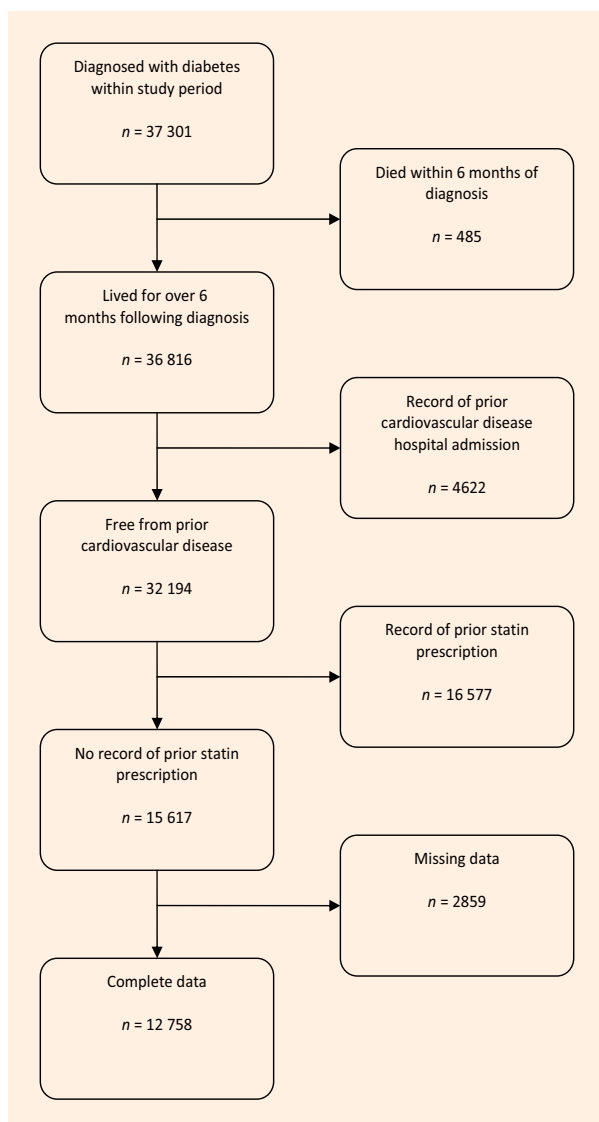 Diagnosed with diabetes
within study period
n = 37 301
Died within 6 months of
diagnosis
n = 485
Lived for over 6
months following diagnosis
n = 36 816
Record of prior
cardiovascular disease
hospital admission
n = 4622
Free from prior
cardiovascular disease
n = 32 194
Record of prior statin
prescription
n = 16 577
No record of prior statin
prescription
n = 15 617
Missing data
n = 2859
Complete data
n = 12 758